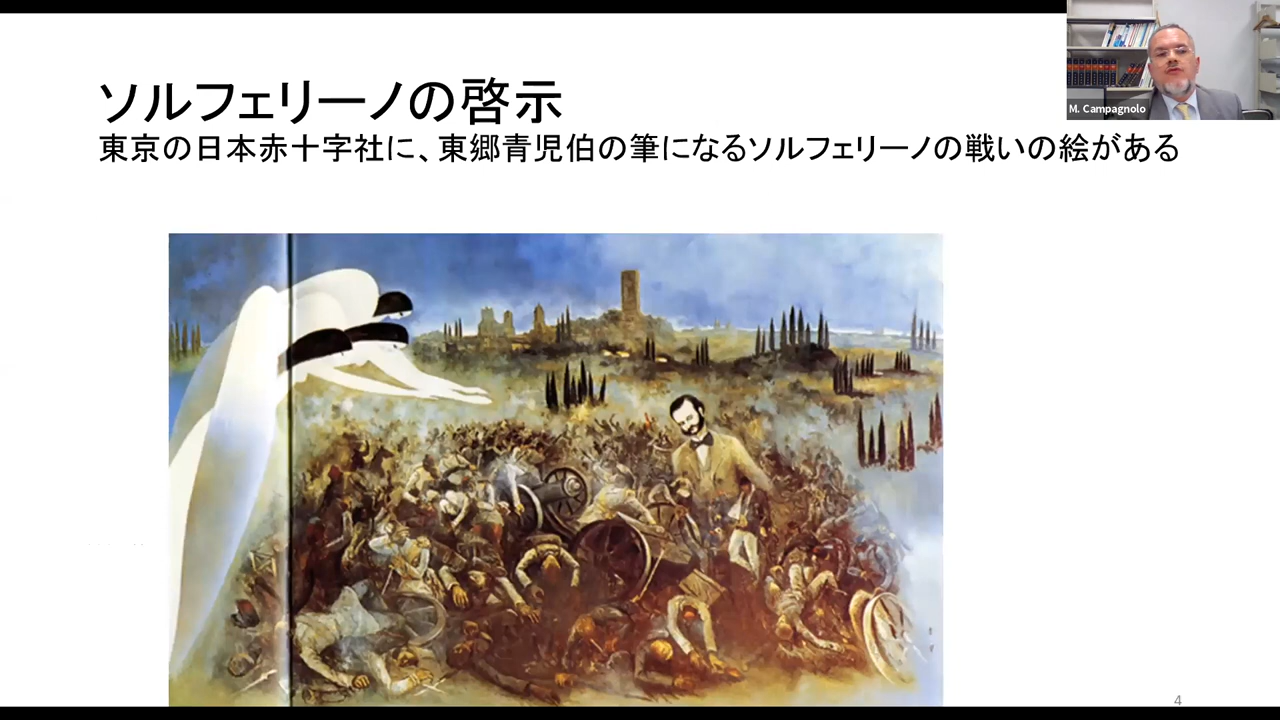 ソルフェリーノの啓示
東京の日本赤十字社に、東郷青児伯の筆になるソルフェリーノの戦いの絵がある
M. Campagnolo
4